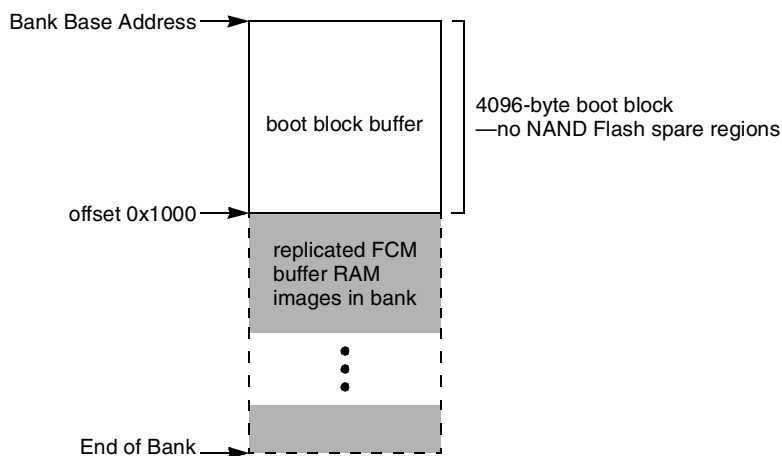 Bank Base Address
boot block buffer
4096-byte boot block
—no NAND Flash spare regions
offset 0x1000
replicated FCM
buffer RAM
images in bank
End of Bank